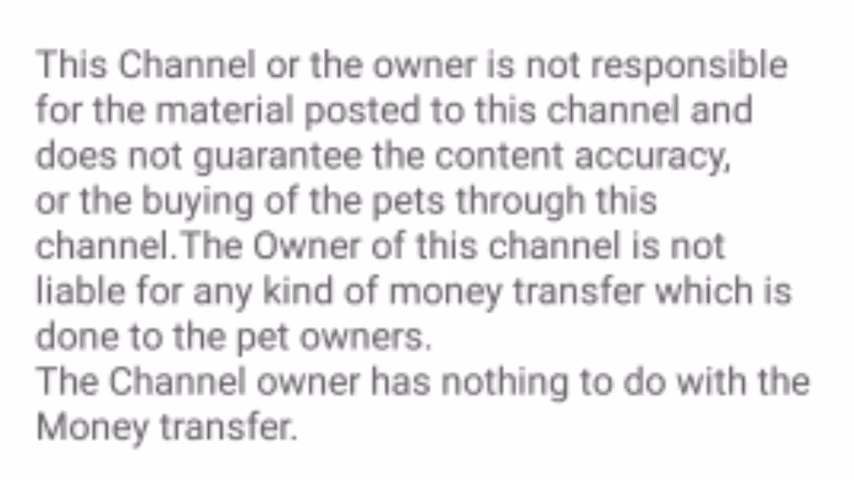 This Channel or the owner is not responsible
for the material posted to this channel and
does not guarantee the content accuracy,
or the buying of the pets through this
channel.The Owner of this channel is not
liable for any kind of money transfer which is
done to the pet owners.
The Channel owner has nothing to do with the
Money transfer.